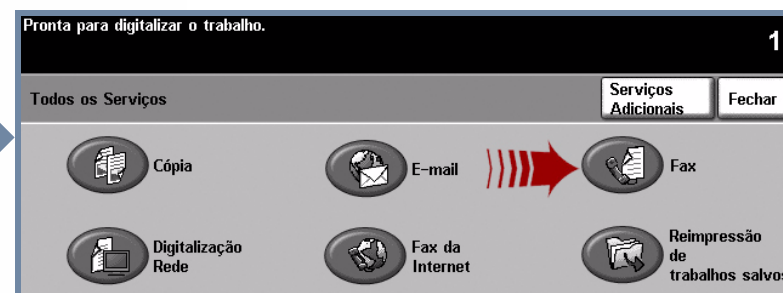 Pronta para digitalizar o trabalho.
1
Todos os Serviços
Serviços
Adicionais
Fechar
Cópia
E-mail
Fax
Digitalização
Rede
Fax da
Internet
Reimpressão
de
trabalhos salvos